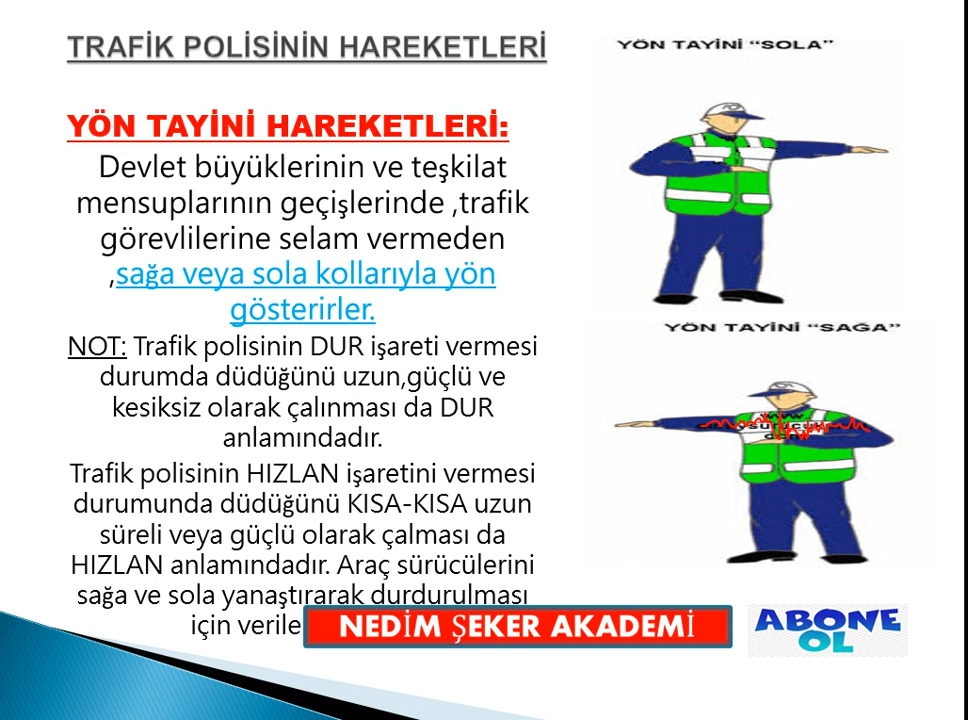 TRAFİK POLİSİNİN HAREKETLERİ
YÖN TAYİNİ HAREKETLERİ:
Devlet büyüklerinin ve teşkilat
mensuplarının geçişlerinde ,trafik
görevlilerine selam vermeden
,sağa veya sola kollarıyla yön
gösterirler.
NOT: Trafik polisinin DUR işareti vermesi
durumda düdüğünü uzun,güçlü ve
kesiksiz olarak çalınması da DUR
anlamındadır.
Trafik polisinin HIZLAN işaretini vermesi
durumunda düdüğünü KISA-KISA uzun
süreli veya güçlü olarak çalması da
HIZLAN anlamındadır. Araç sürücülerini
sağa ve sola yanaştırarak durdurulması
için verile
YÖN TAYİNİ “SOLA”
YÖN TAYİNİ “SAĞA”
NEDİM ŞEKER AKADEMİ
ABONE
OL